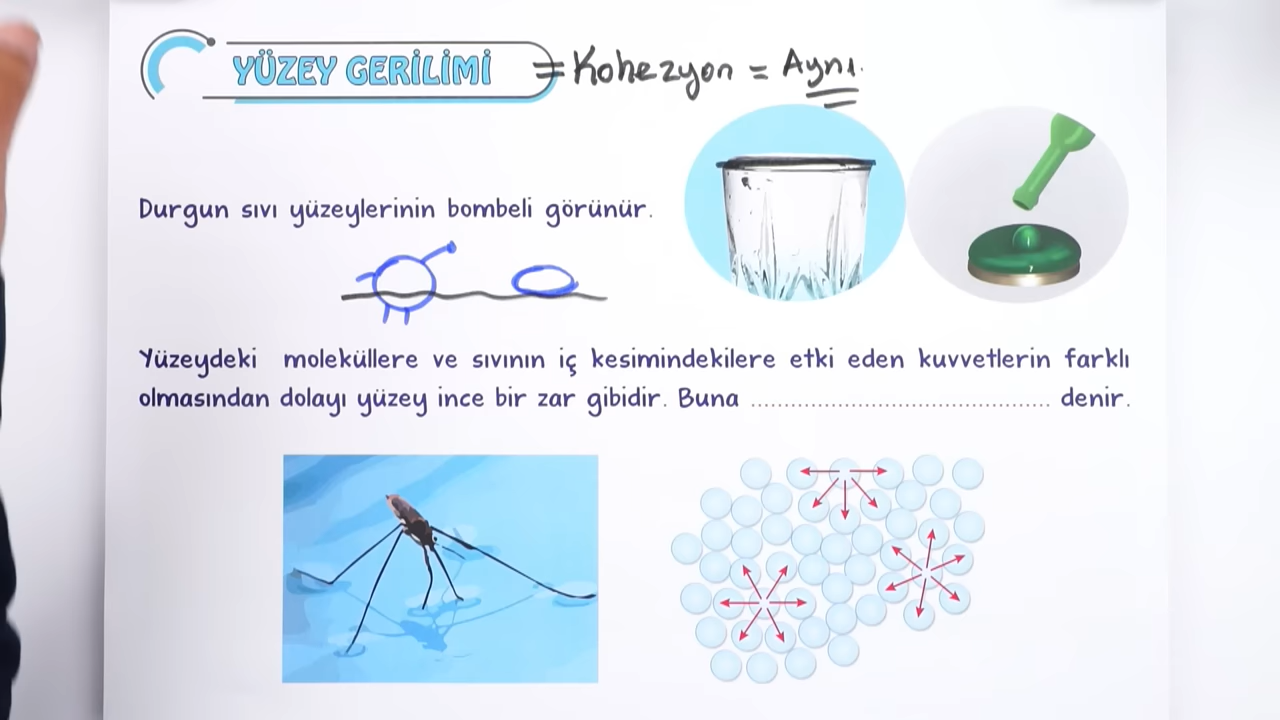 YÜZEY GERİLİMİ = Kohezyon = Aynı.
Durgun sıvı yüzeylerinin bombeli görünür.
Yüzeydeki moleküllere ve sıvının iç kesimindekilere etki eden kuvvetlerin farklı
olmasından dolayı yüzey ince bir zar gibidir. Buna ............................................ denir.